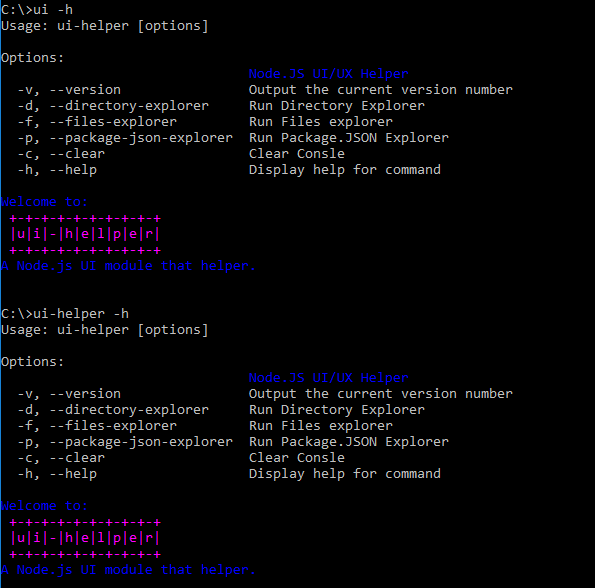 C:\>ui -h
Usage: ui-helper [options]
Options:
Node.JS UI/UX Helper
-v, --version Output the current version number
-d, --directory-explorer Run Directory Explorer
-f, --files-explorer Run Files explorer
-p, --package-json-explorer Run Package.JSON Explorer
-c, --clear Clear Consle
-h, --help Display help for command
Welcome to:
+-+-+-+-+-+-+-+-+-+
|u|i|-|h|e|l|p|e|r|
+-+-+-+-+-+-+-+-+-+
A Node.js UI module that helper.
C:\>ui-helper -h
Usage: ui-helper [options]
Options:
Node.JS UI/UX Helper
-v, --version Output the current version number
-d, --directory-explorer Run Directory Explorer
-f, --files-explorer Run Files explorer
-p, --package-json-explorer Run Package.JSON Explorer
-c, --clear Clear Consle
-h, --help Display help for command
Welcome to:
+-+-+-+-+-+-+-+-+-+
|u|i|-|h|e|l|p|e|r|
+-+-+-+-+-+-+-+-+-+
A Node.js UI module that helper.